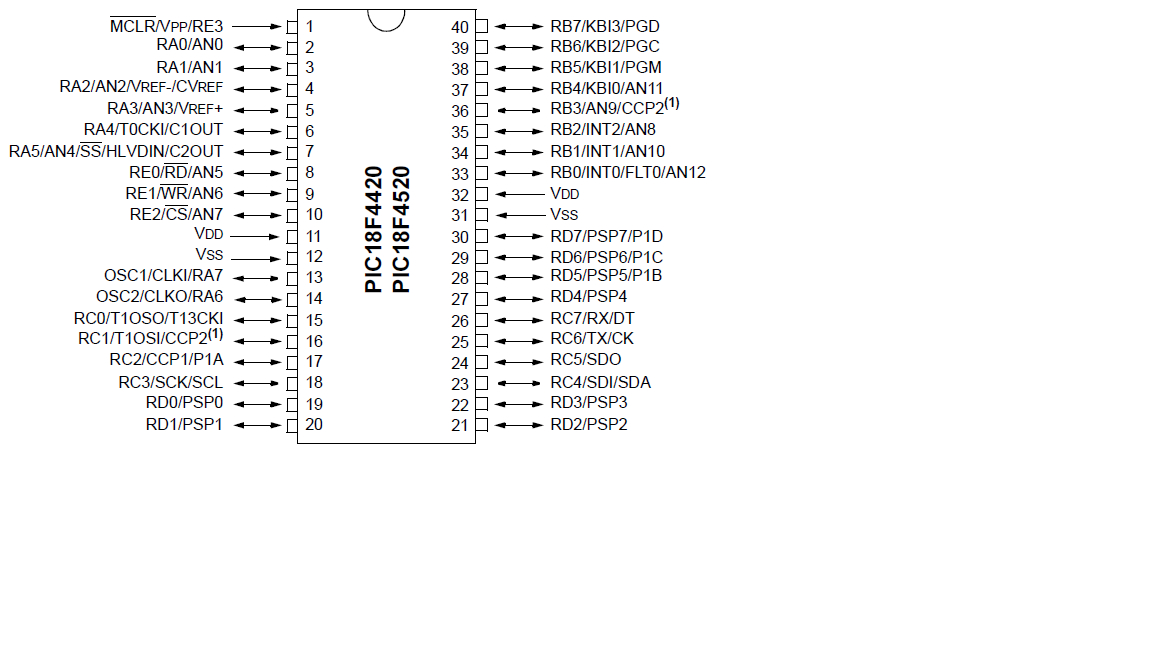 MCLR/VPP/RE3 1 40 RB7/KBI3/PGD
RA0/AN0 2 39 RB6/KBI2/PGC
RA1/AN1 3 38 RB5/KBI1/PGM
RA2/AN2/VREF-/CVREF 4 37 RB4/KBI0/AN11
RA3/AN3/VREF+ 5 36 RB3/AN9/CCP2(1)
RA4/T0CKI/C1OUT 6 35 RB2/INT2/AN8
RA5/AN4/SS/HLVDIN/C2OUT 7 34 RB1/INT1/AN10
RE0/RD/AN5 8 33 RB0/INT0/FLT0/AN12
RE1/WR/AN6 9 32 VDD
RE2/CS/AN7 10 31 VSS
VDD 11 30 RD7/PSP7/P1D
VSS 12 29 RD6/PSP6/P1C
OSC1/CLKI/RA7 13 28 RD5/PSP5/P1B
OSC2/CLKO/RA6 14 27 RD4/PSP4
RC0/T1OSO/T13CKI 15 26 RC7/RX/DT
RC1/T1OSI/CCP2(1) 16 25 RC6/TX/CK
RC2/CCP1/P1A 17 24 RC5/SDO
RC3/SCK/SCL 18 23 RC4/SDI/SDA
RD0/PSP0 19 22 RD3/PSP3
RD1/PSP1 20 21 RD2/PSP2
PIC18F4420
PIC18F4520